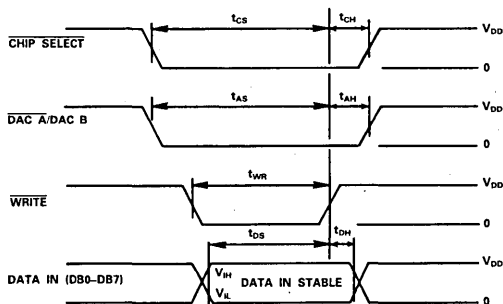 tCS tCH VDD
CHIP SELECT
0
tAS tAH VDD
DAC A/DAC B
0
tWR VDD
WRITE
0
tDS tDH
VDD
VIH
DATA IN (DB0–DB7) DATA IN STABLE
VIL
0